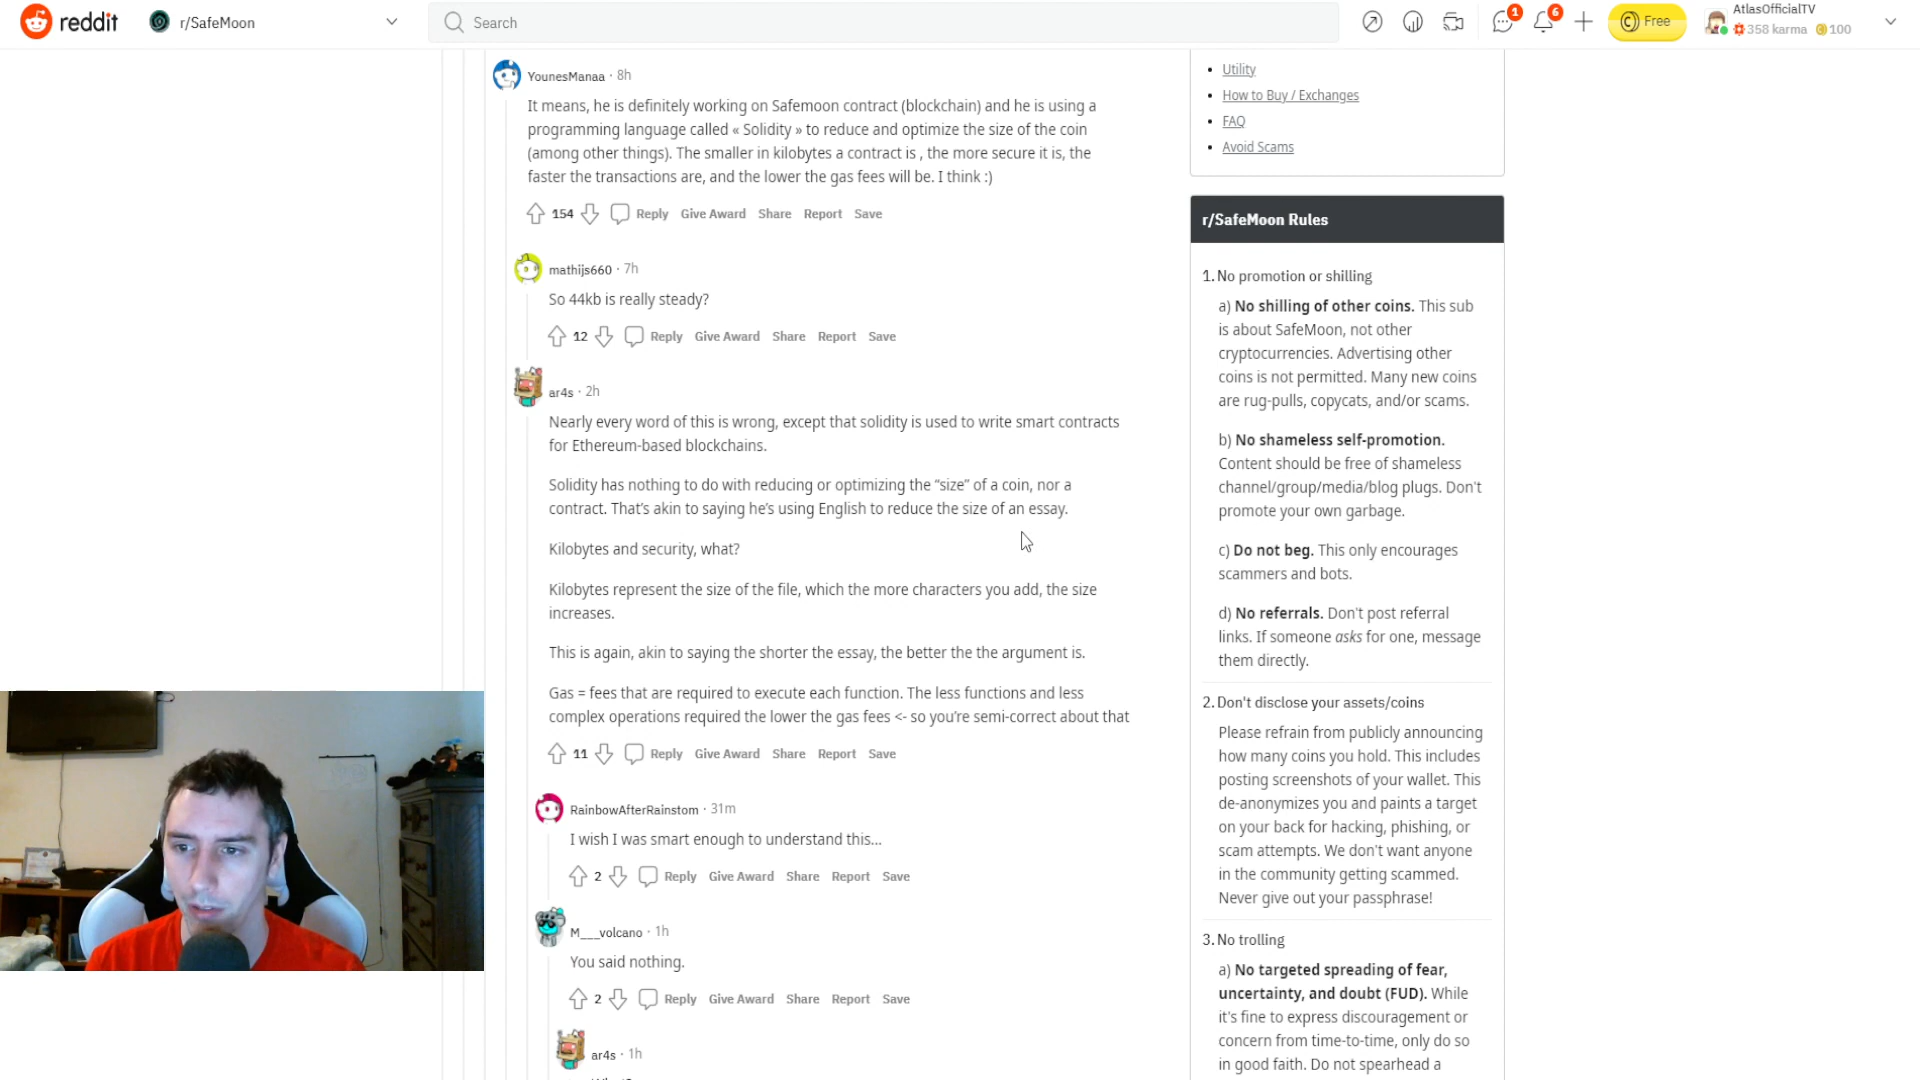 reddit
r/SafeMoon
Search
1
6
Free
AtlasOfficialTV
358 karma 100
YounesManaa · 8h
It means, he is definitely working on Safemoon contract (blockchain) and he is using a
programming language called « Solidity » to reduce and optimize the size of the coin
(among other things). The smaller in kilobytes a contract is , the more secure it is, the
faster the transactions are, and the lower the gas fees will be. I think :)
154 Reply Give Award Share Report Save
mathijs660 · 7h
So 44kb is really steady?
12 Reply Give Award Share Report Save
ar4s · 2h
Nearly every word of this is wrong, except that solidity is used to write smart contracts
for Ethereum-based blockchains.
Solidity has nothing to do with reducing or optimizing the “size” of a coin, nor a
contract. That’s akin to saying he’s using English to reduce the size of an essay.
Kilobytes and security, what?
Kilobytes represent the size of the file, which the more characters you add, the size
increases.
This is again, akin to saying the shorter the essay, the better the the argument is.
Gas = fees that are required to execute each function. The less functions and less
complex operations required the lower the gas fees <- so you’re semi-correct about that
11 Reply Give Award Share Report Save
RainbowAfterRainstom · 31m
I wish I was smart enough to understand this...
2 Reply Give Award Share Report Save
M___volcano · 1h
You said nothing.
2 Reply Give Award Share Report Save
ar4s · 1h
Utility
How to Buy / Exchanges
FAQ
Avoid Scams
r/SafeMoon Rules
1. No promotion or shilling
a) No shilling of other coins. This sub
is about SafeMoon, not other
cryptocurrencies. Advertising other
coins is not permitted. Many new coins
are rug-pulls, copycats, and/or scams.
b) No shameless self-promotion.
Content should be free of shameless
channel/group/media/blog plugs. Don't
promote your own garbage.
c) Do not beg. This only encourages
scammers and bots.
d) No referrals. Don't post referral
links. If someone asks for one, message
them directly.
2. Don't disclose your assets/coins
Please refrain from publicly announcing
how many coins you hold. This includes
posting screenshots of your wallet. This
de-anonymizes you and paints a target
on your back for hacking, phishing, or
scam attempts. We don't want anyone
in the community getting scammed.
Never give out your passphrase!
3. No trolling
a) No targeted spreading of fear,
uncertainty, and doubt (FUD). While
it's fine to express discouragement or
concern from time-to-time, only do so
in good faith. Do not spearhead a